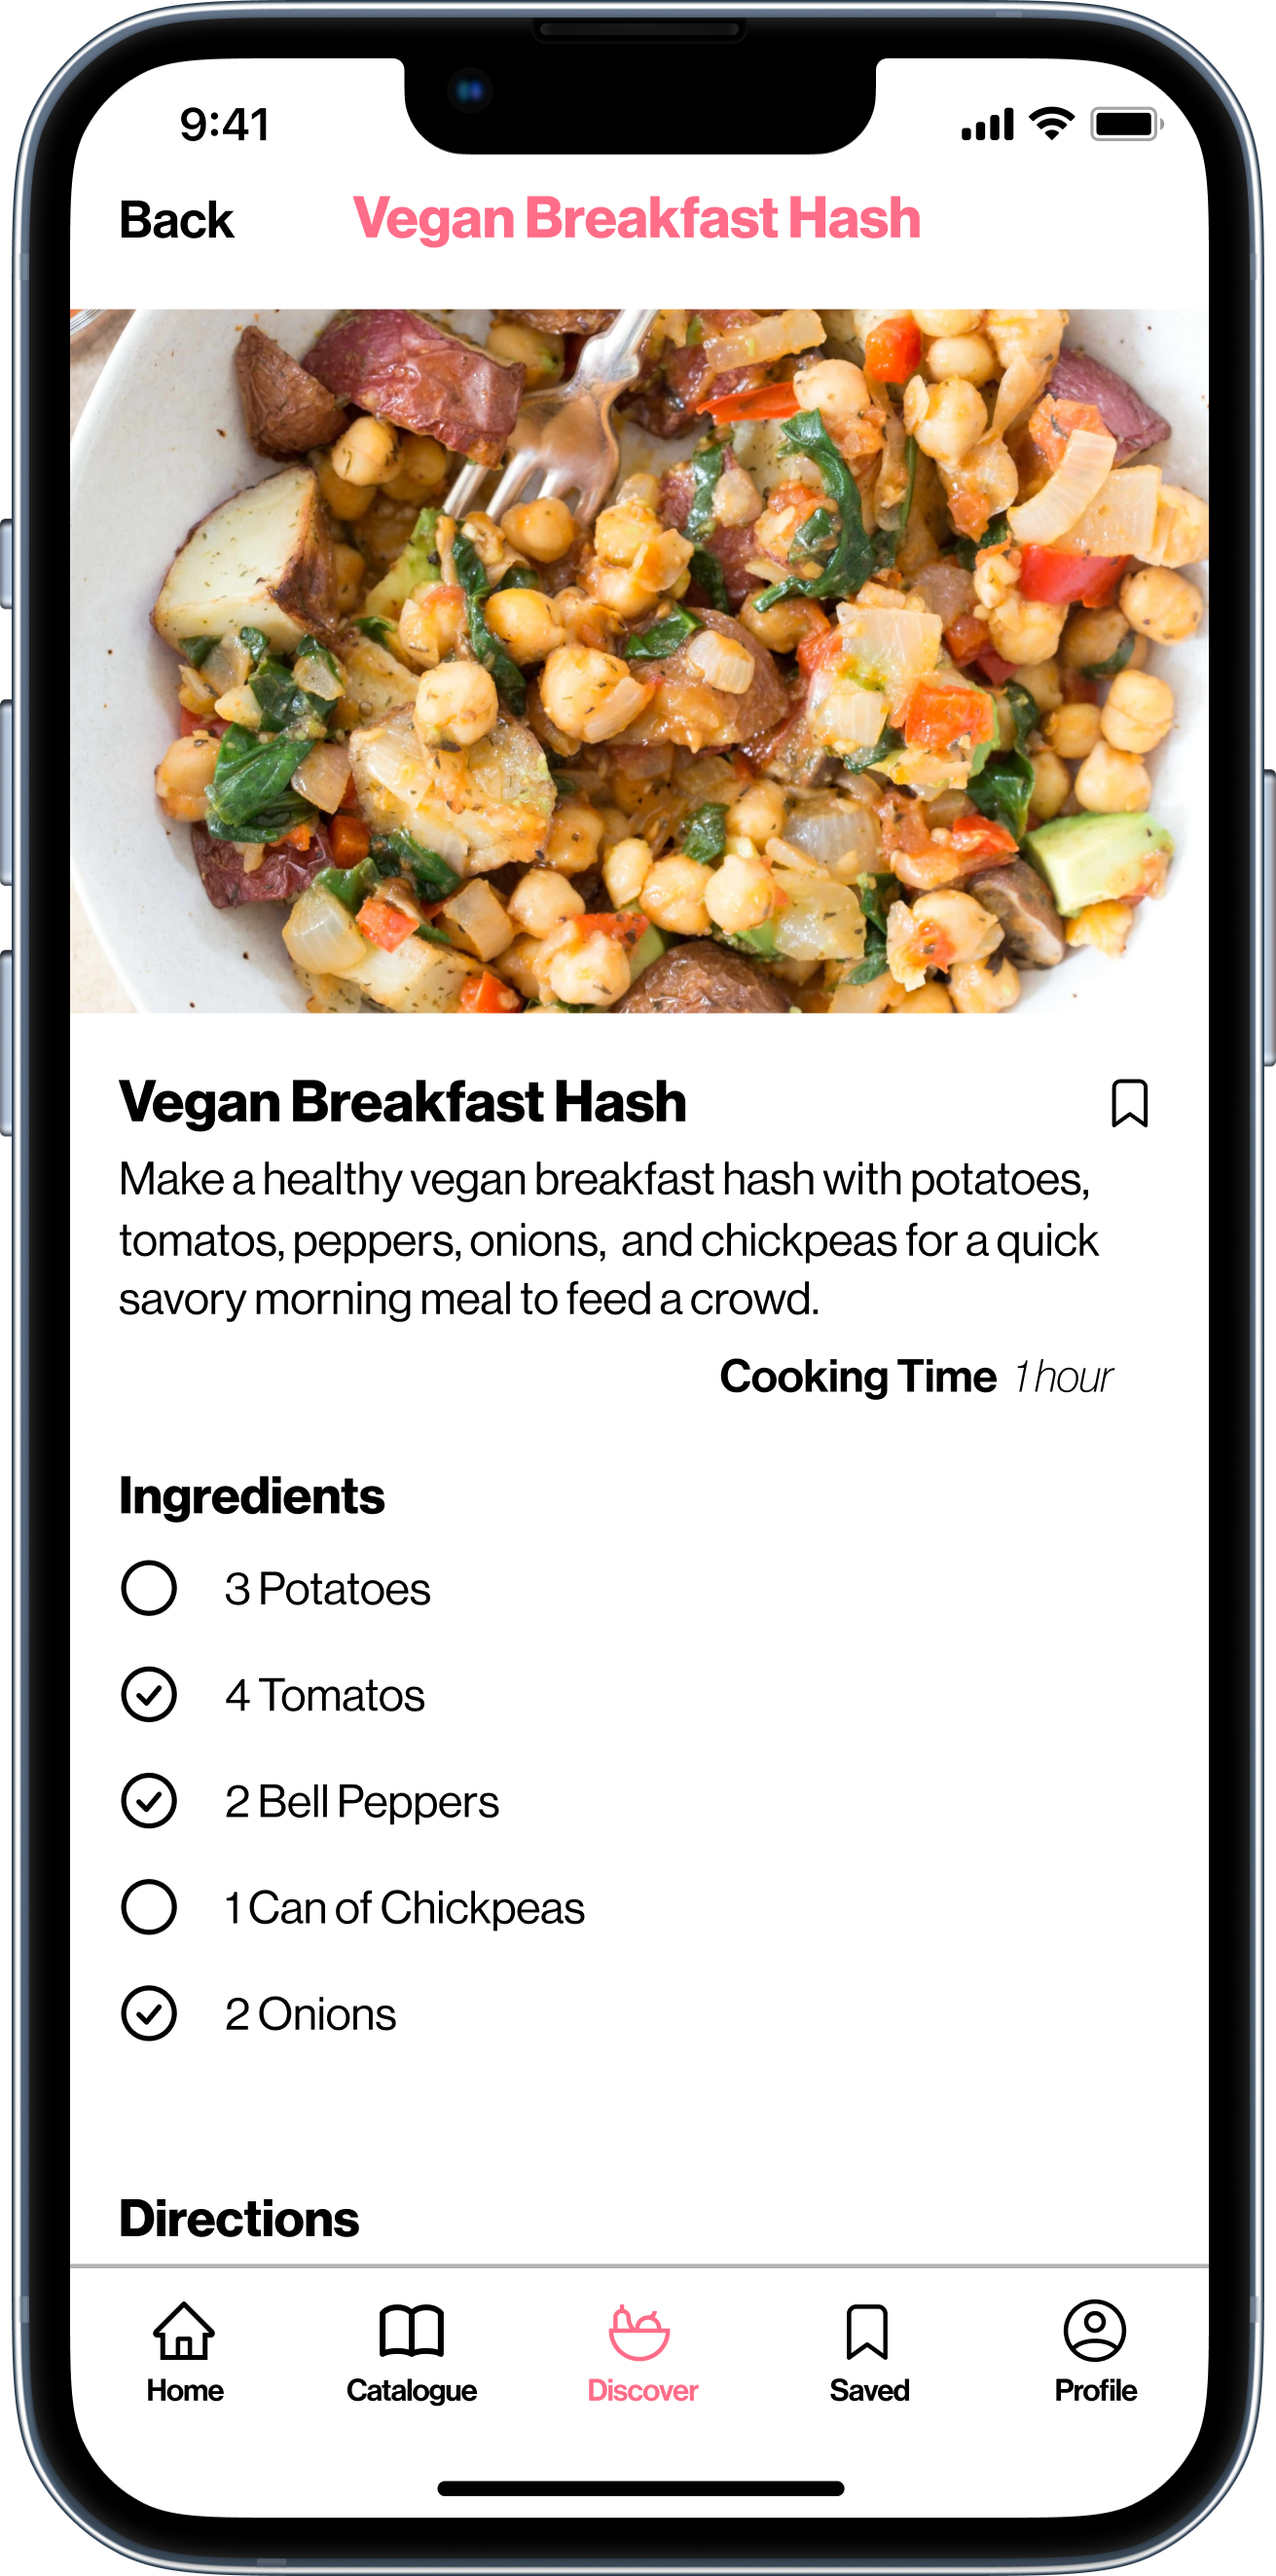 9:41
Back
Vegan Breakfast Hash
Vegan Breakfast Hash
Make a healthy vegan breakfast hash with potatoes,
tomatos, peppers, onions, and chickpeas for a quick
savory morning meal to feed a crowd.
Cooking Time 1 hour
Ingredients
3 Potatoes
4 Tomatos
2 Bell Peppers
1 Can of Chickpeas
2 Onions
Directions
Home
Catalogue
Discover
Saved
Profile